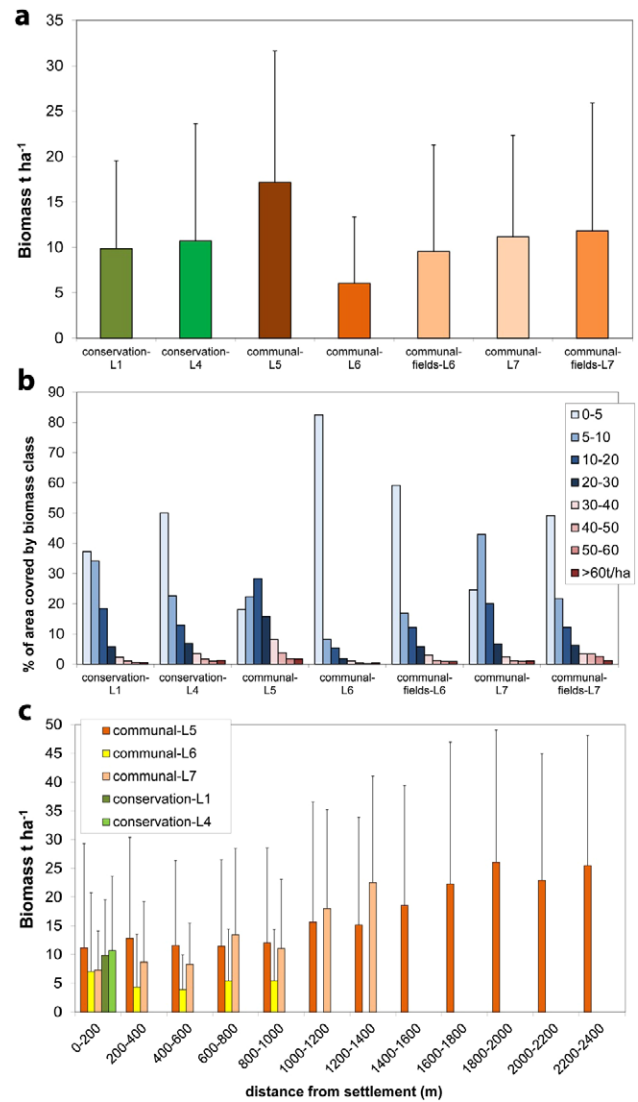 a
35
30
25
20
15
10
5
0
Biomass t ha-1
conservation-L1
conservation-L4
communal-L5
communal-L6
communal-fields-L6
communal-L7
communal-fields-L7
b
90
80
70
60
50
40
30
20
10
0
% of area covred by biomass class
0-5
5-10
10-20
20-30
30-40
40-50
50-60
>60t/ha
conservation-L1
conservation-L4
communal-L5
communal-L6
communal-fields-L6
communal-L7
communal-fields-L7
c
50
45
40
35
30
25
20
15
10
5
0
Biomass t ha-1
communal-L5
communal-L6
communal-L7
conservation-L1
conservation-L4
0-200
200-400
400-600
600-800
800-1000
1000-1200
1200-1400
1400-1600
1600-1800
1800-2000
2000-2200
2200-2400
distance from settlement (m)